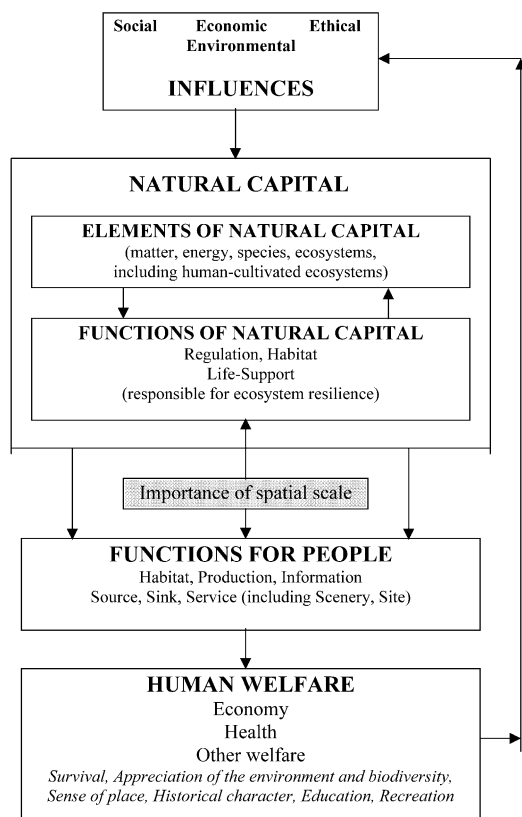 Social Economic Ethical
Environmental
INFLUENCES
NATURAL CAPITAL
ELEMENTS OF NATURAL CAPITAL
(matter, energy, species, ecosystems,
including human-cultivated ecosystems)
FUNCTIONS OF NATURAL CAPITAL
Regulation, Habitat
Life-Support
(responsible for ecosystem resilience)
Importance of spatial scale
FUNCTIONS FOR PEOPLE
Habitat, Production, Information
Source, Sink, Service (including Scenery, Site)
HUMAN WELFARE
Economy
Health
Other welfare
Survival, Appreciation of the environment and biodiversity,
Sense of place, Historical character, Education, Recreation